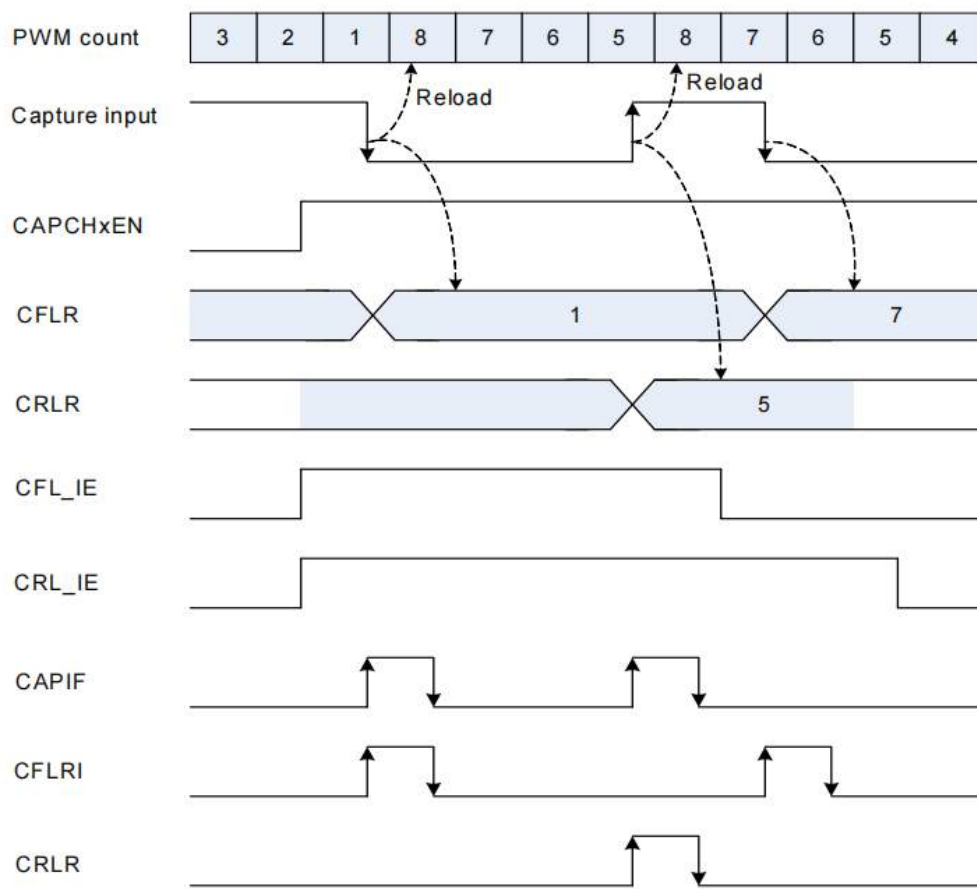 PWM count 3 2 1 8 7 6 5 8 7 6 5 4
Reload Reload
Capture input
CAPCHxEN
CFLR 1 7
CRLR 5
CFL_IE
CRL_IE
CAPIF
CFLRI
CRLR